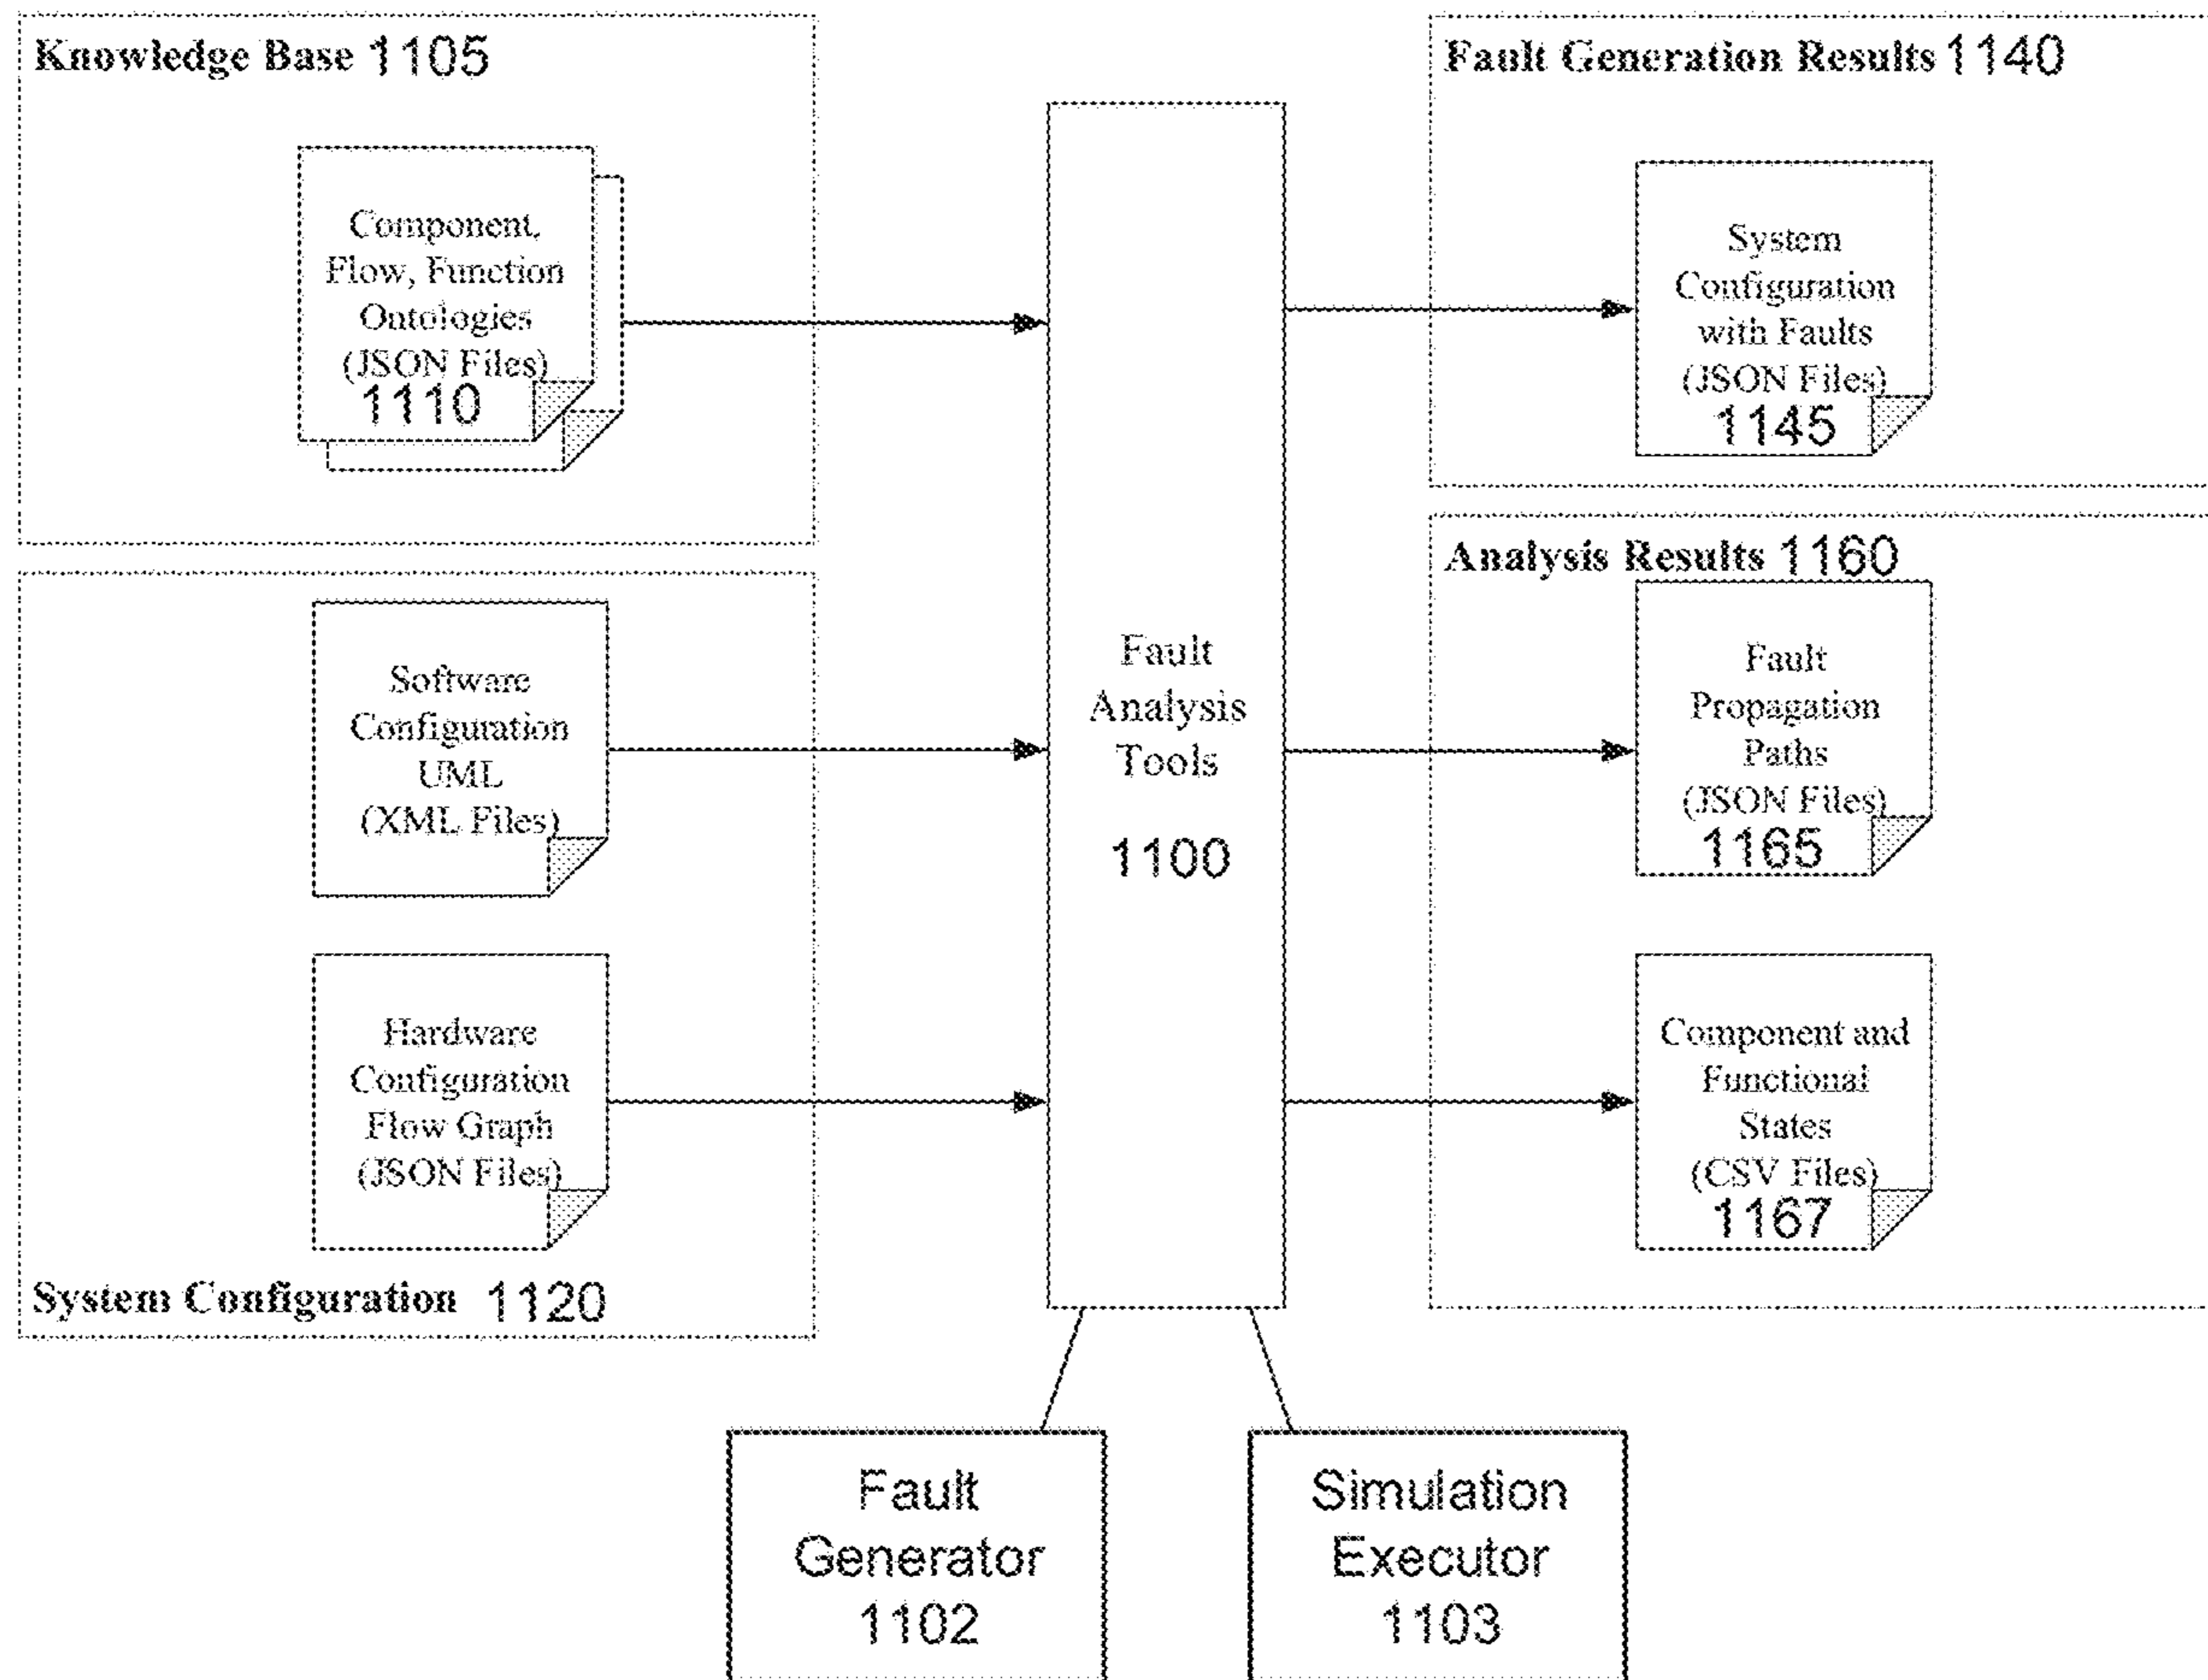 Knowledge Base 1105
Component,
Flow, Function
Ontologies
(JSON Files)
1110
Software
Configuration
UML
(XML Files)
Hardware
Configuration
Flow Graph
(JSON Files)
System Configuration 1120
Fault
Analysis
Tools
1100
Fault Generation Results 1140
System
Configuration
with Faults
(JSON Files)
1145
Analysis Results 1160
Fault
Propagation
Paths
(JSON Files)
1165
Component and
Functional
States
(CSV Files)
1167
Fault
Generator
1102
Simulation
Executor
1103